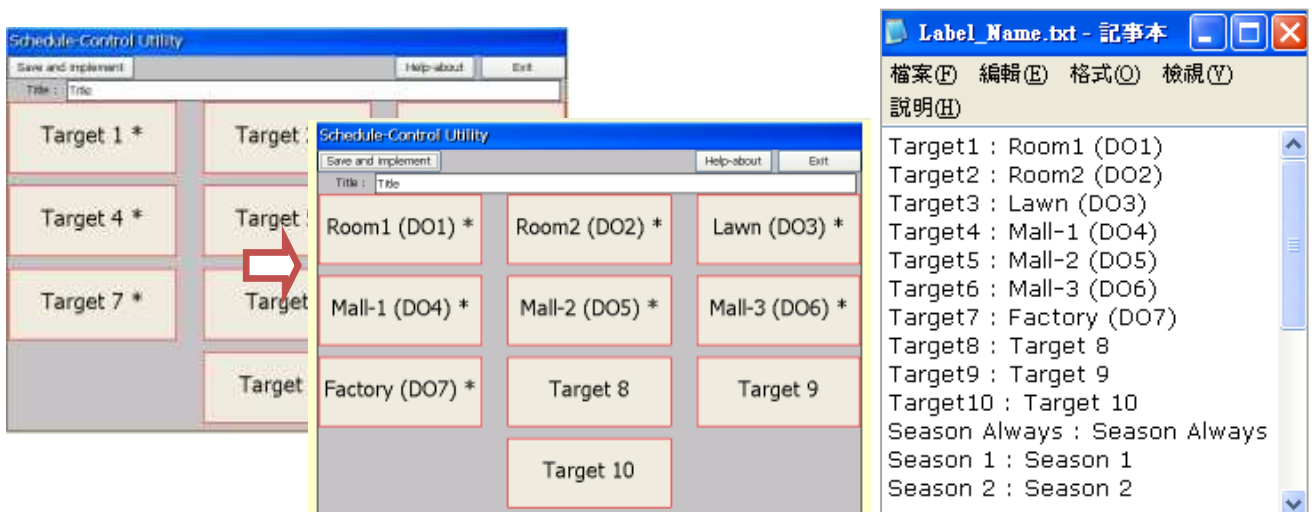 Schedule-Control Utility
Save and implement Help-about Exit
Title : Title
Target 1 * Target
Target 4 * Target
Target 7 * Target
Target
Schedule-Control Utility
Save and implement Help-about Exit
Title : Title
Room1 (DO1) * Room2 (DO2) * Lawn (DO3) *
Mall-1 (DO4) * Mall-2 (DO5) * Mall-3 (DO6) *
Factory (DO7) * Target 8 Target 9
Target 10
Label_Name.txt - 記事本
檔案(F) 編輯(E) 格式(O) 檢視(V)
說明(H)
Target1 : Room1 (DO1)
Target2 : Room2 (DO2)
Target3 : Lawn (DO3)
Target4 : Mall-1 (DO4)
Target5 : Mall-2 (DO5)
Target6 : Mall-3 (DO6)
Target7 : Factory (DO7)
Target8 : Target 8
Target9 : Target 9
Target10 : Target 10
Season Always : Season Always
Season 1 : Season 1
Season 2 : Season 2